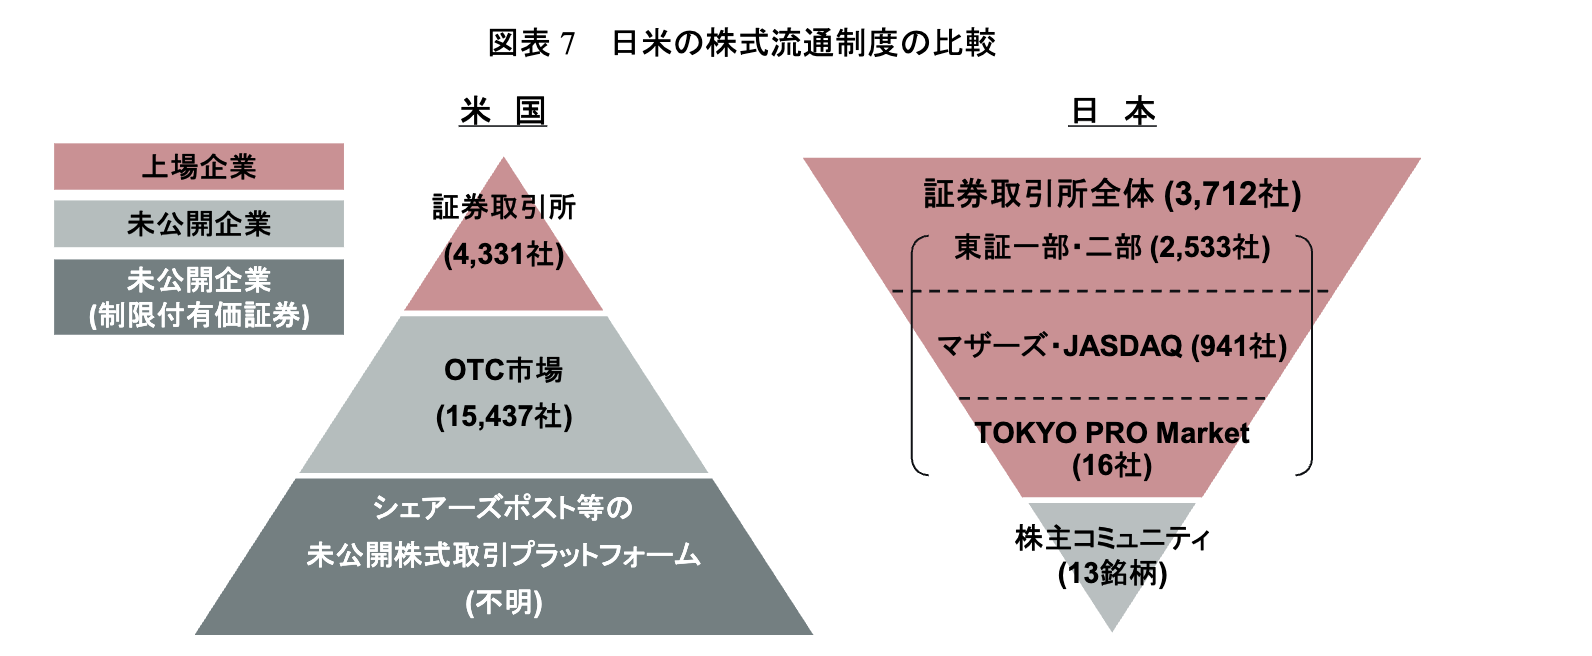 図表 7　日米の株式流通制度の比較
米　国
上場企業
未公開企業
未公開企業
(制限付有価証券)
証券取引所
(4,331社)
OTC市場
(15,437社)
シェアーズポスト等の
未公開株式取引プラットフォーム
(不明)
日　本
証券取引所全体 (3,712社)
東証一部・二部 (2,533社)
マザーズ・JASDAQ (941社)
TOKYO PRO Market
(16社)
株主コミュニティ
(13銘柄)